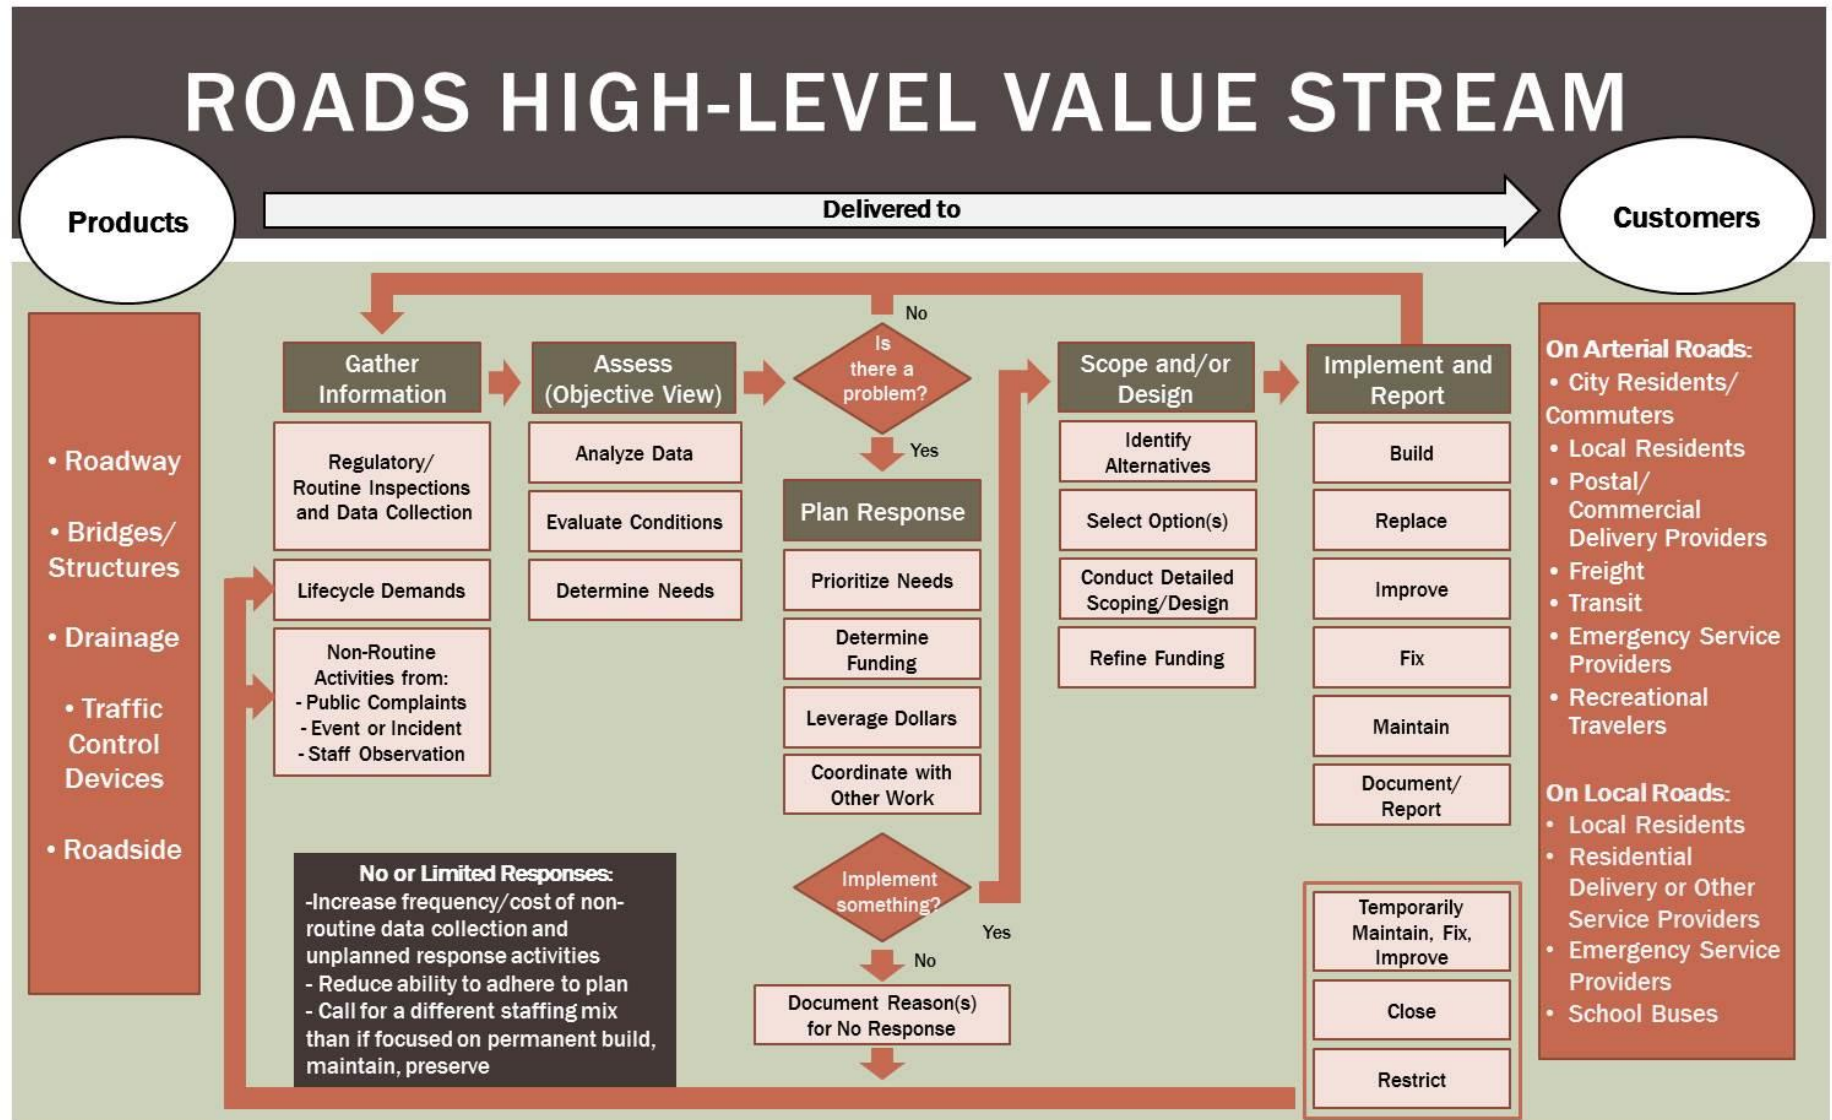 ROADS HIGH-LEVEL VALUE STREAM
Products
Delivered to
Customers
• Roadway
• Bridges/
Structures
• Drainage
• Traffic
Control
Devices
• Roadside
Gather
Information
Regulatory/
Routine Inspections
and Data Collection
Lifecycle Demands
Non-Routine
Activities from:
- Public Complaints
- Event or Incident
- Staff Observation
Assess
(Objective View)
Analyze Data
Evaluate Conditions
Determine Needs
No
Is
there a
problem?
Yes
Plan Response
Prioritize Needs
Determine
Funding
Leverage Dollars
Coordinate with
Other Work
Implement
something?
Yes
No
Document Reason(s)
for No Response
Scope and/or
Design
Identify
Alternatives
Select Option(s)
Conduct Detailed
Scoping/Design
Refine Funding
Implement and
Report
Build
Replace
Improve
Fix
Maintain
Document/
Report
Temporarily
Maintain, Fix,
Improve
Close
Restrict
No or Limited Responses:
-Increase frequency/cost of non-
routine data collection and
unplanned response activities
- Reduce ability to adhere to plan
- Call for a different staffing mix
than if focused on permanent build,
maintain, preserve
On Arterial Roads:
• City Residents/
Commuters
• Local Residents
• Postal/
Commercial
Delivery Providers
• Freight
• Transit
• Emergency Service
Providers
• Recreational
Travelers
On Local Roads:
• Local Residents
• Residential
Delivery or Other
Service Providers
• Emergency Service
Providers
• School Buses